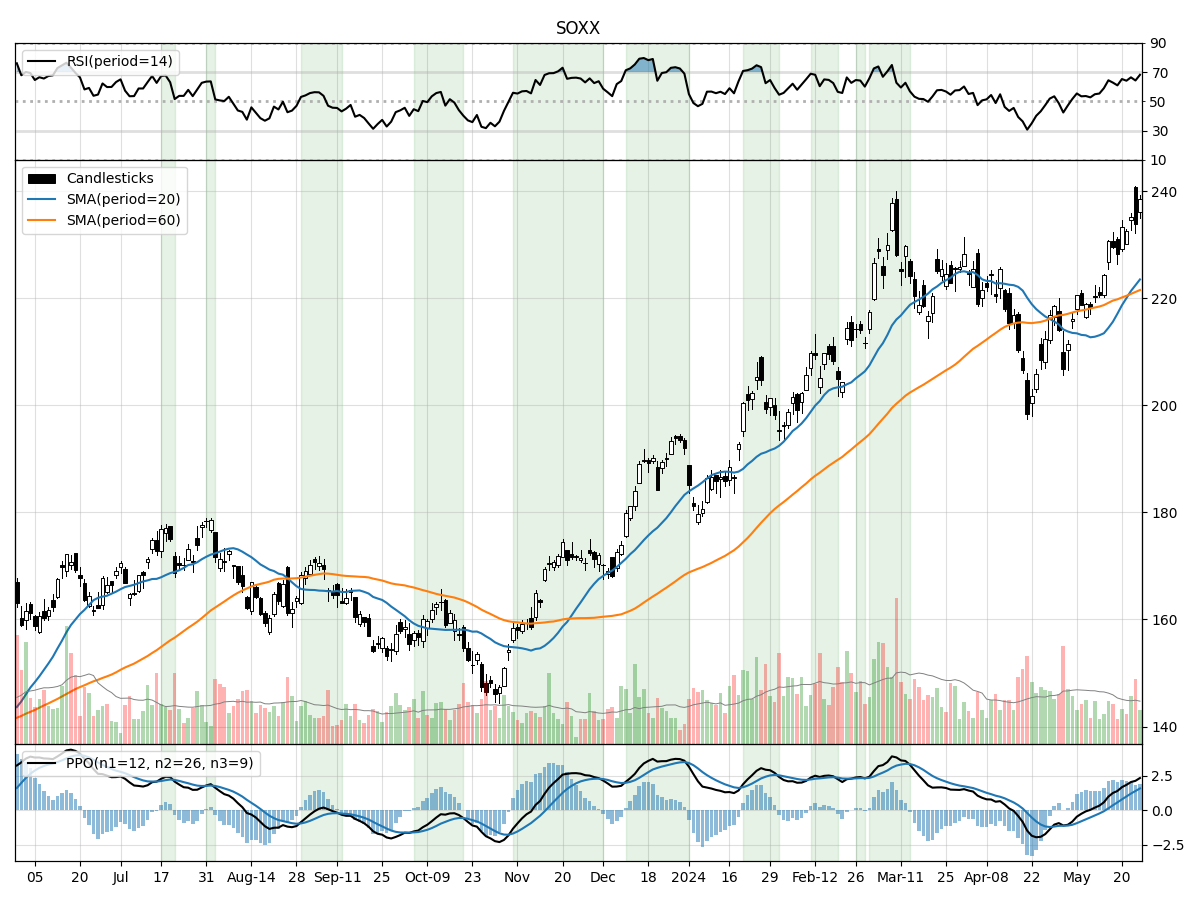 SOXX
RSI(period=14)
90
70
50
30
10
Candlesticks
SMA(period=20)
SMA(period=60)
240
220
200
180
160
140
PPO(n1=12, n2=26, n3=9)
2.5
0.0
−2.5
05 20 Jul 17 31 Aug-14 28 Sep-11 25 Oct-09 23 Nov 20 Dec 18 2024 16 29 Feb-12 26 Mar-11 25 Apr-08 22 May 20